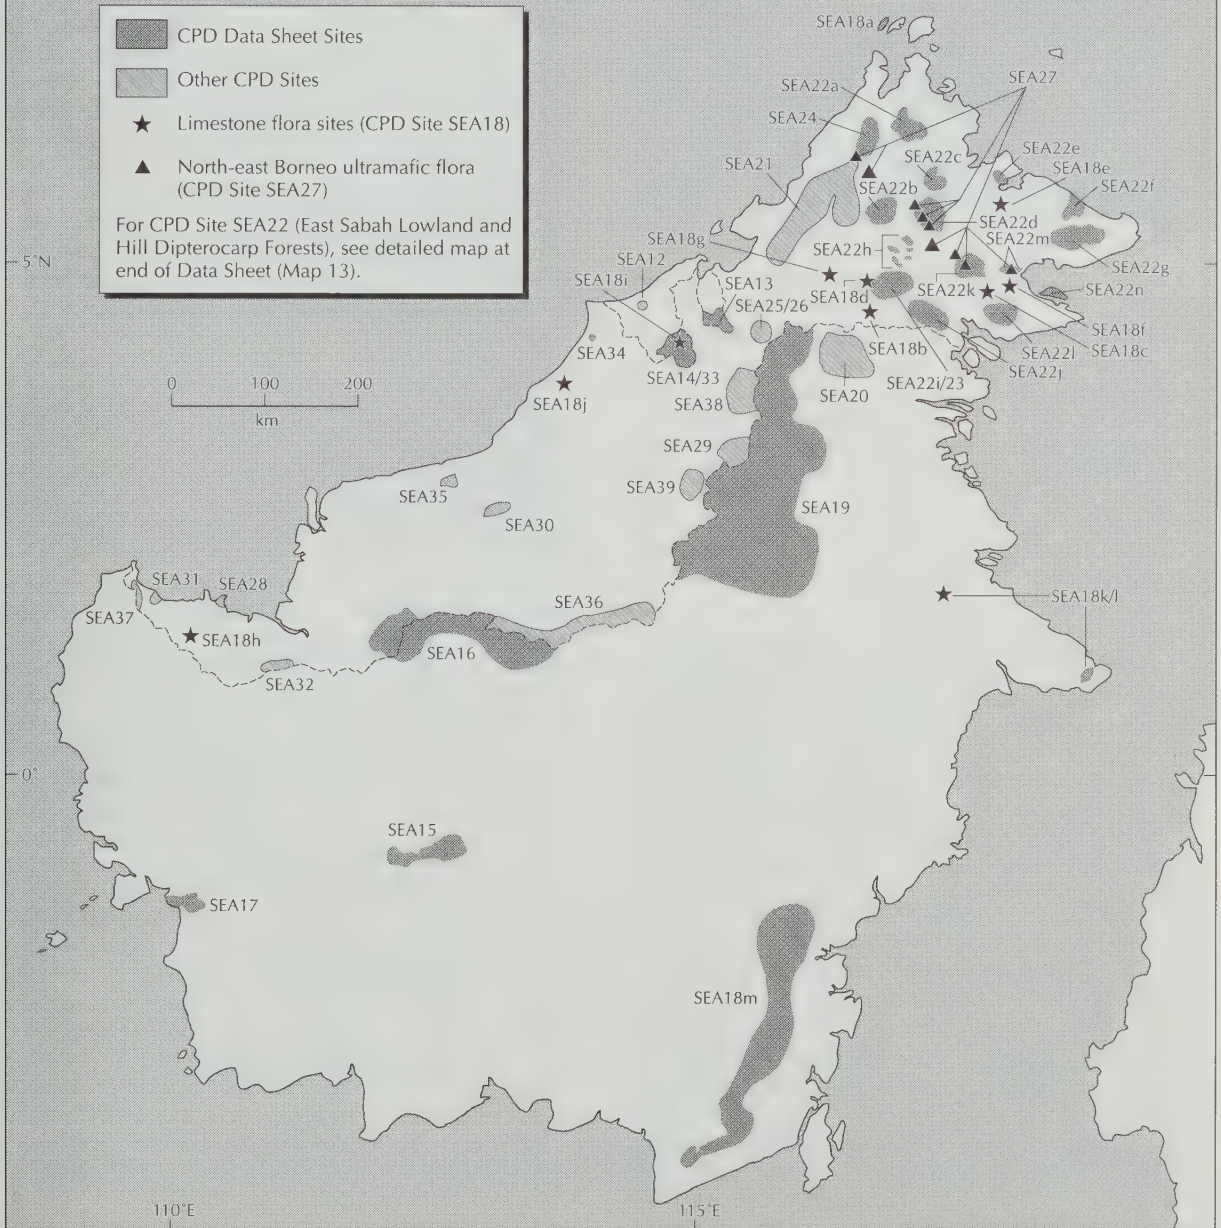 CPD Data Sheet Sites
Other CPD Sites
Limestone flora sites (CPD Site SEA18)
North-east Borneo ultramafic flora
(CPD Site SEA27)
For CPD Site SEA22 (East Sabah Lowland and
Hill Dipterocarp Forests), see detailed map at
end of Data Sheet (Map 13).
SEA18a
SEA27
SEA22a
SEA24
SEA22c
SEA22e
SEA18e
SEA21
SEA22b
SEA22f
SEA22d
SEA18g
SEA22h
SEA22m
SEA12
5°N
SEA22g
SEA18i
SEA13
SEA18d
SEA22k
SEA22n
SEA25/26
SEA18f
SEA34
SEA18b
SEA22l
SEA18c
SEA22j
SEA14/33
SEA22i/23
0 100 200
km
SEA18j
SEA38
SEA20
SEA29
SEA35
SEA39
SEA30
SEA19
SEA31
SEA28
SEA36
SEA18k/l
SEA37
SEA18h
SEA16
SEA32
0°
SEA15
SEA17
SEA18m
110°E
115°E